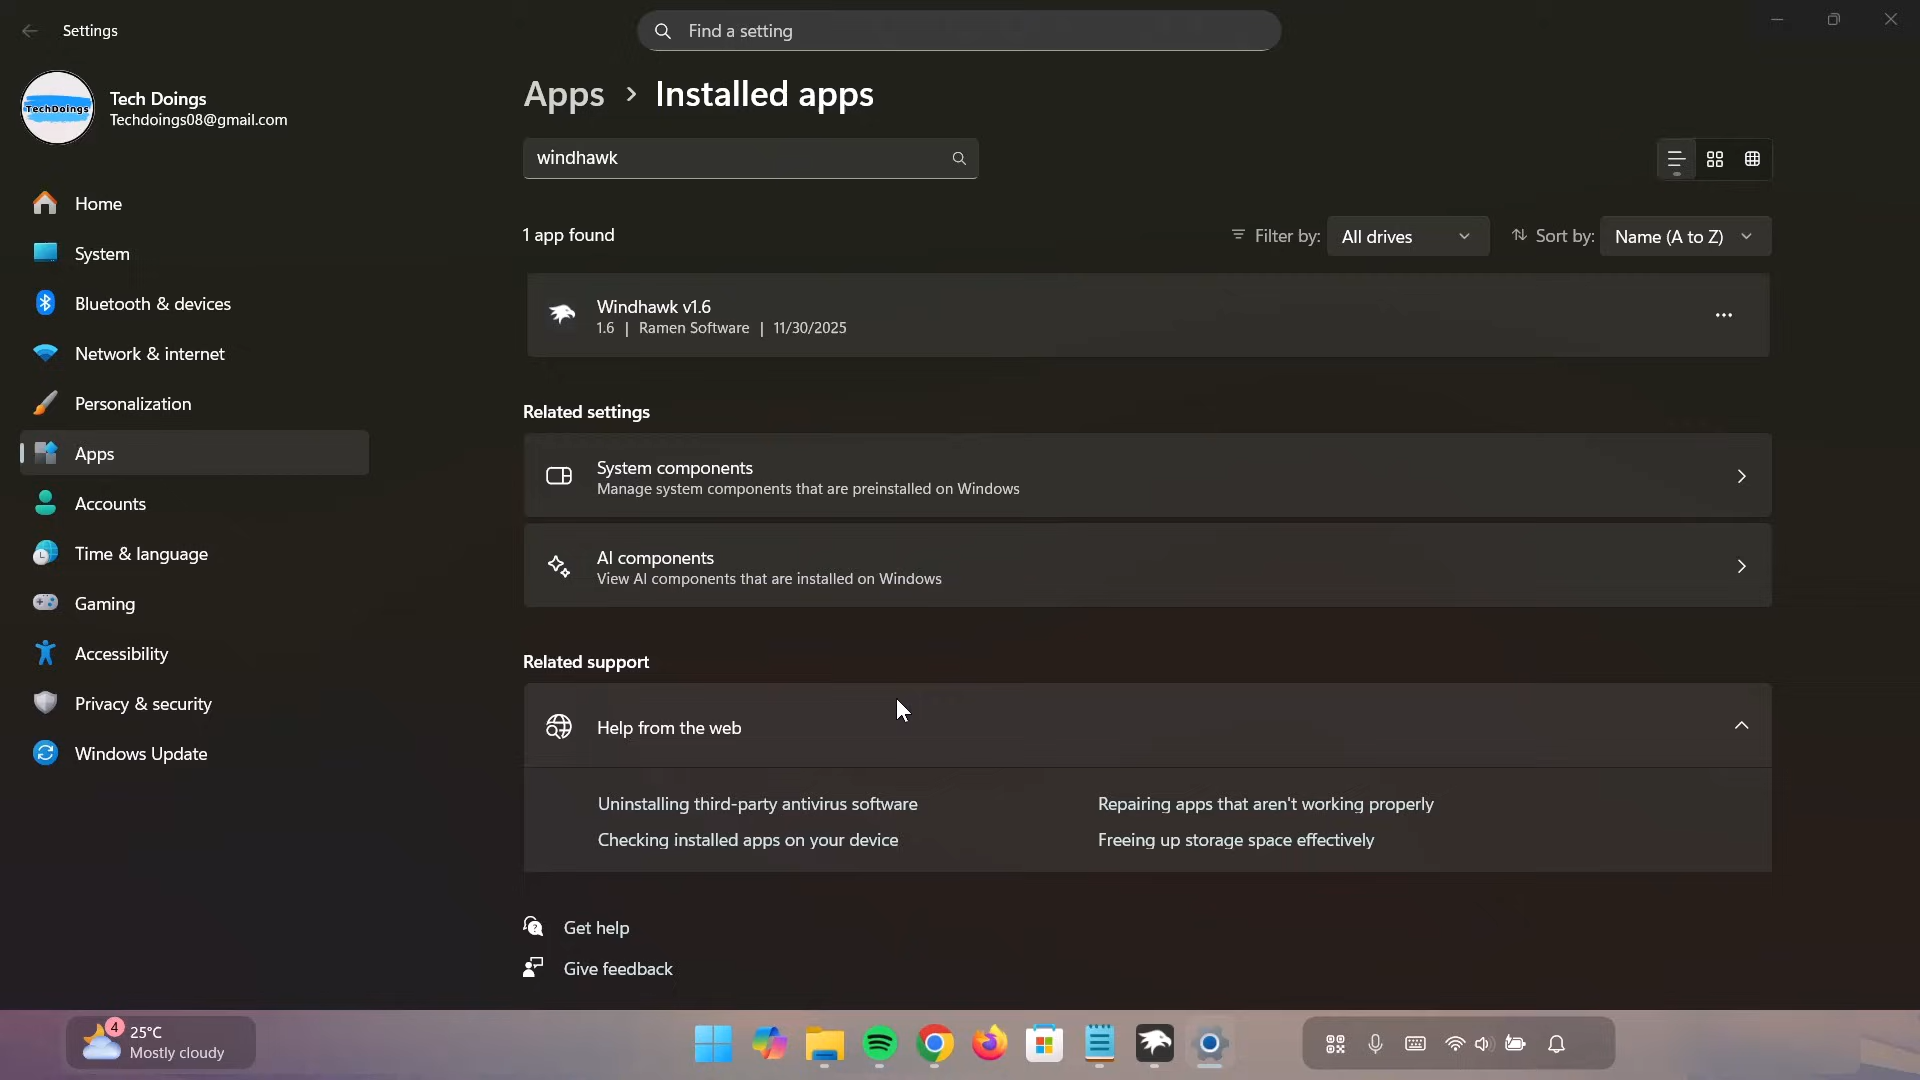 Settings
Find a setting
TechDoings
Tech Doings
Techdoings08@gmail.com
Home
System
Bluetooth & devices
Network & internet
Personalization
Apps
Accounts
Time & language
Gaming
Accessibility
Privacy & security
Windows Update
Apps > Installed apps
windhawk
1 app found
Filter by: All drives
Sort by: Name (A to Z)
Windhawk v1.6
1.6 | Ramen Software | 11/30/2025
Related settings
System components
Manage system components that are preinstalled on Windows
AI components
View AI components that are installed on Windows
Related support
Help from the web
Uninstalling third-party antivirus software
Repairing apps that aren't working properly
Checking installed apps on your device
Freeing up storage space effectively
Get help
Give feedback
4
25°C
Mostly cloudy